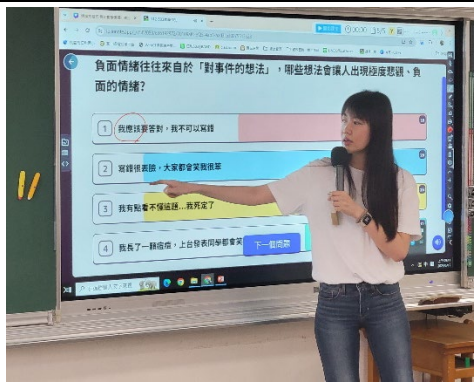 負面情緒往往來自於「對事件的想法」，哪些想法會讓人出現極度悲觀、負
面的情緒？
1 我應該要答對，我不可以寫錯
2 寫錯很丟臉，大家都會笑我很笨
3 我有點看不懂這題...我死定了
4 我長了一顆痘痘，上台發表同學都會笑
下一個問題